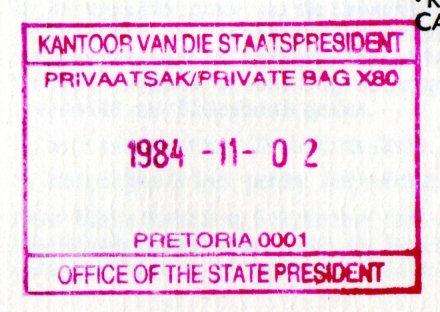 KANTOOR VAN DIE STAATSPRESIDENT
PRIVAATSAK/PRIVATE BAG X80
1984 -11- 0 2
PRETORIA 0001
OFFICE OF THE STATE PRESIDENT